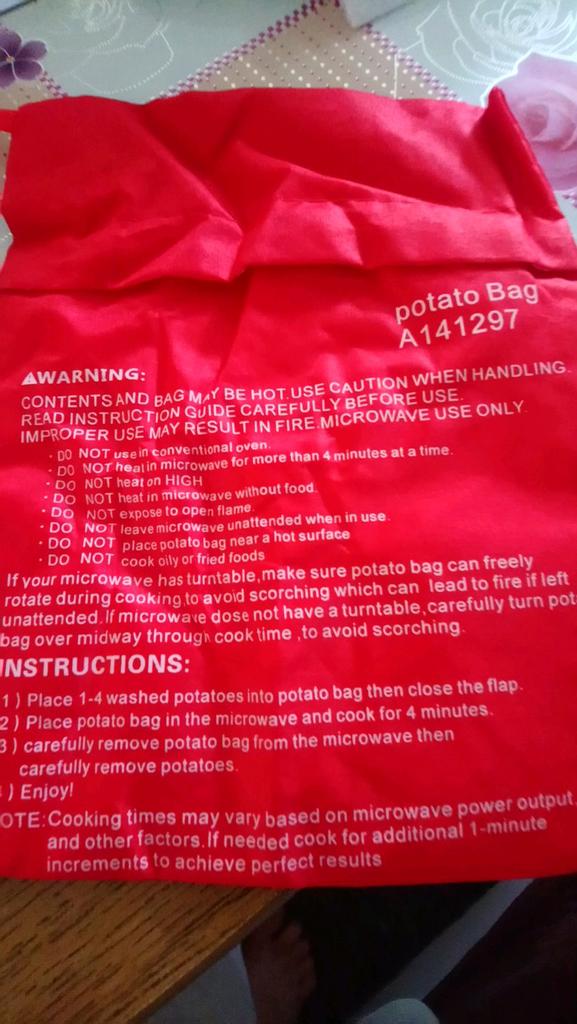 potato Bag
A141297
⚠WARNING:
CONTENTS AND BAG MAY BE HOT.USE CAUTION WHEN HANDLING.
READ INSTRUCTION GUIDE CAREFULLY BEFORE USE.
IMPROPER USE MAY RESULT IN FIRE.MICROWAVE USE ONLY.
· DO NOT use in conventional oven.
· DO NOT heat in microwave for more than 4 minutes at a time.
· DO NOT heat on HIGH
· DO NOT heat in microwave without food.
· DO NOT expose to open flame.
· DO NOT leave microwave unattended when in use.
· DO NOT place potato bag near a hot surface
· DO NOT cook oily or fried foods
If your microwave has turntable,make sure potato bag can freely
rotate during cooking,to avoid scorching which can lead to fire if left
unattended.If microwave dose not have a turntable,carefully turn pot
bag over midway through cook time ,to avoid scorching.
INSTRUCTIONS:
1 ) Place 1-4 washed potatoes into potato bag then close the flap.
2 ) Place potato bag in the microwave and cook for 4 minutes.
3 ) carefully remove potato bag from the microwave then
carefully remove potatoes.
) Enjoy!
OTE:Cooking times may vary based on microwave power output
and other factors.If needed cook for additional 1-minute
increments to achieve perfect results